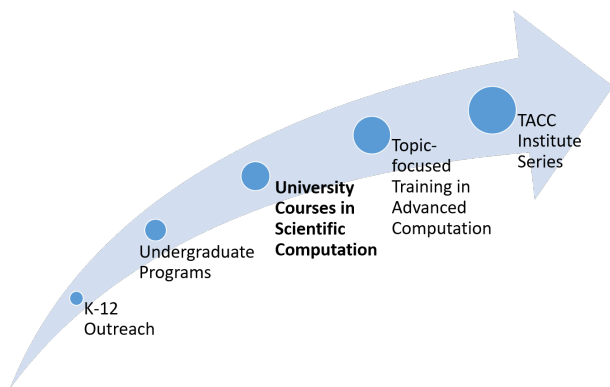 K-12
Outreach
Undergraduate
Programs
University
Courses in
Scientific
Computation
Topic-
focused
Training in
Advanced
Computation
TACC
Institute
Series